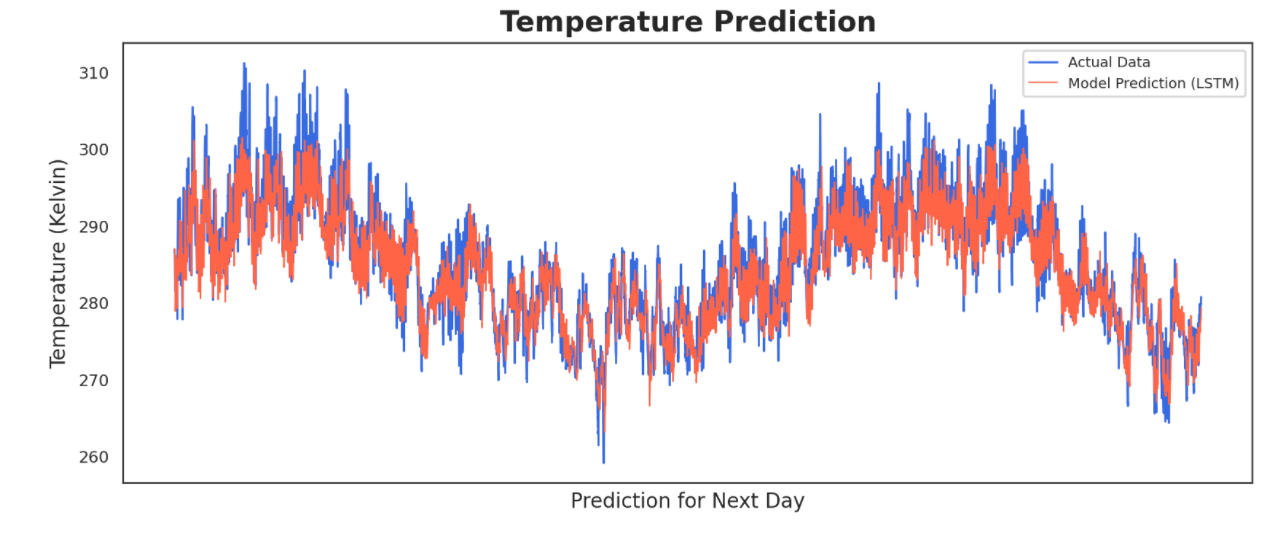 Temperature Prediction
Actual Data
Model Prediction (LSTM)
310
300
290
280
270
260
Temperature (Kelvin)
Prediction for Next Day